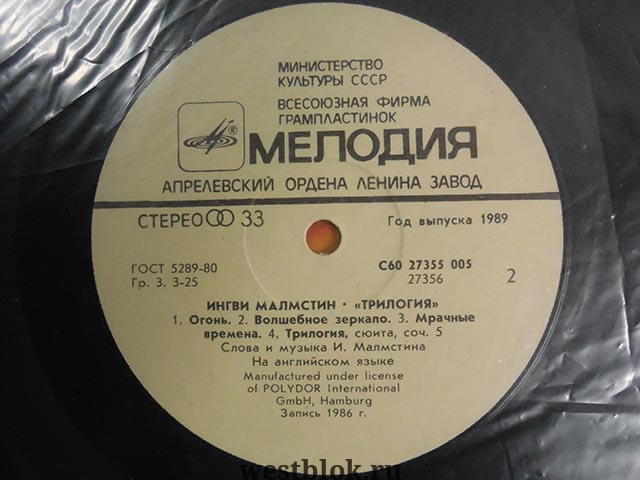 МИНИСТЕРСТВО
КУЛЬТУРЫ СССР
ВСЕСОЮЗНАЯ ФИРМА
ГРАМПЛАСТИНОК
®
МЕЛОДИЯ
АПРЕЛЕВСКИЙ ОРДЕНА ЛЕНИНА ЗАВОД
СТЕРЕО 33 Год выпуска 1989
ГОСТ 5289-80 С60 27355 005
Гр. 3. 3-25 27356 2
ИНГВИ МАЛМСТИН · «ТРИЛОГИЯ»
1. Огонь. 2. Волшебное зеркало. 3. Мрачные
времена. 4. Трилогия, сюита, соч. 5
Слова и музыка И. Малмстина
На английском языке
Manufactured under license
of POLYDOR International
GmbH, Hamburg
Запись 1986 г.
westblok.ru